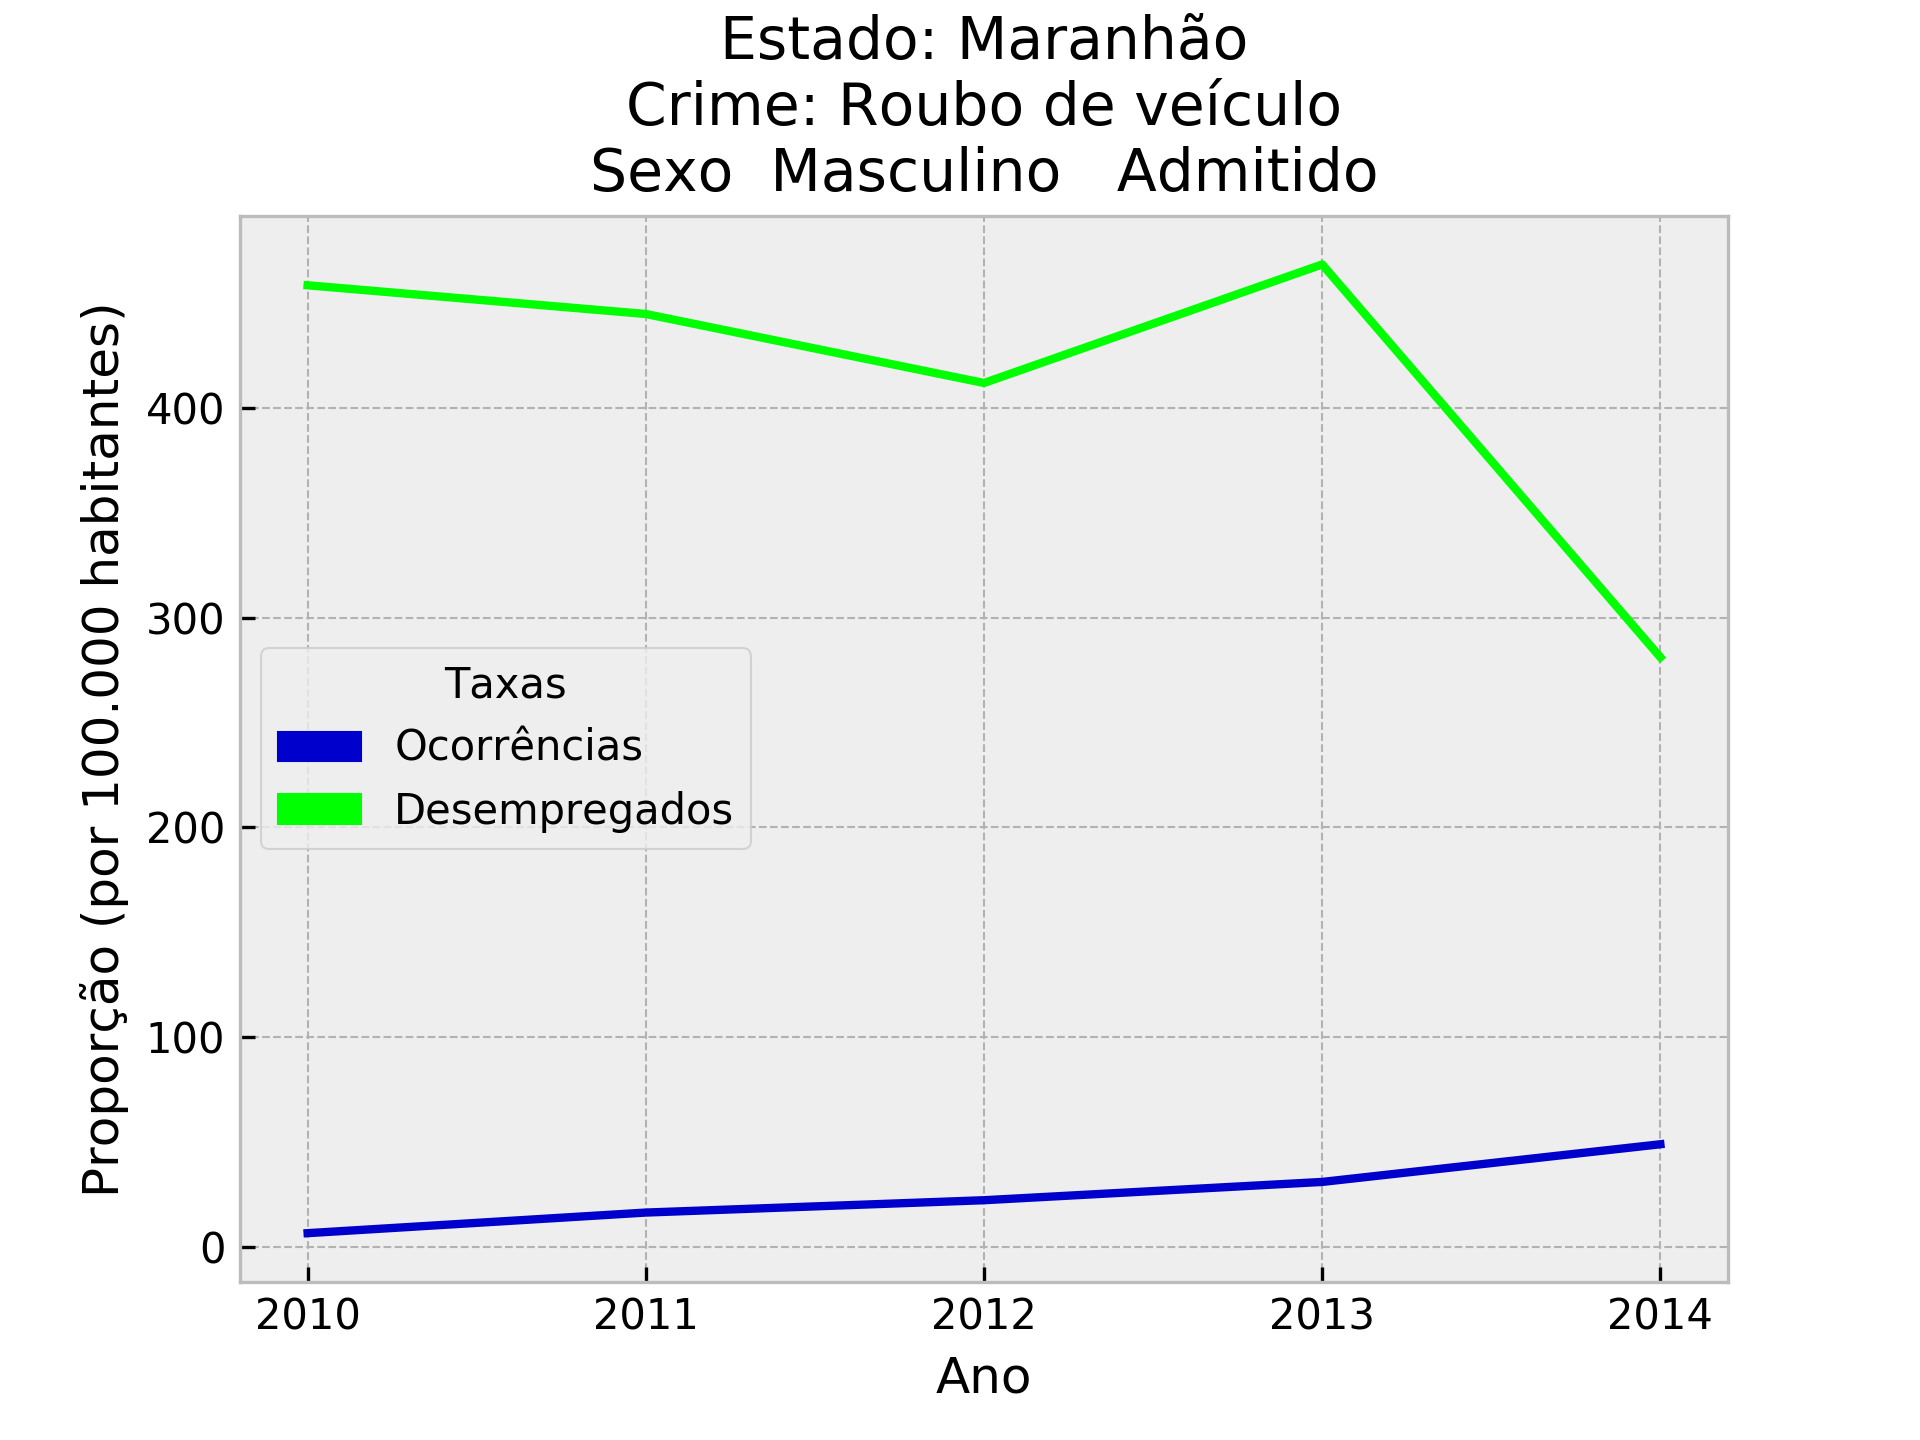 Estado: Maranhão
Crime: Roubo de veículo
Sexo  Masculino   Admitido
Proporção (por 100.000 habitantes)
400
300
200
100
0
Taxas
Ocorrências
Desempregados
2010 2011 2012 2013 2014
Ano